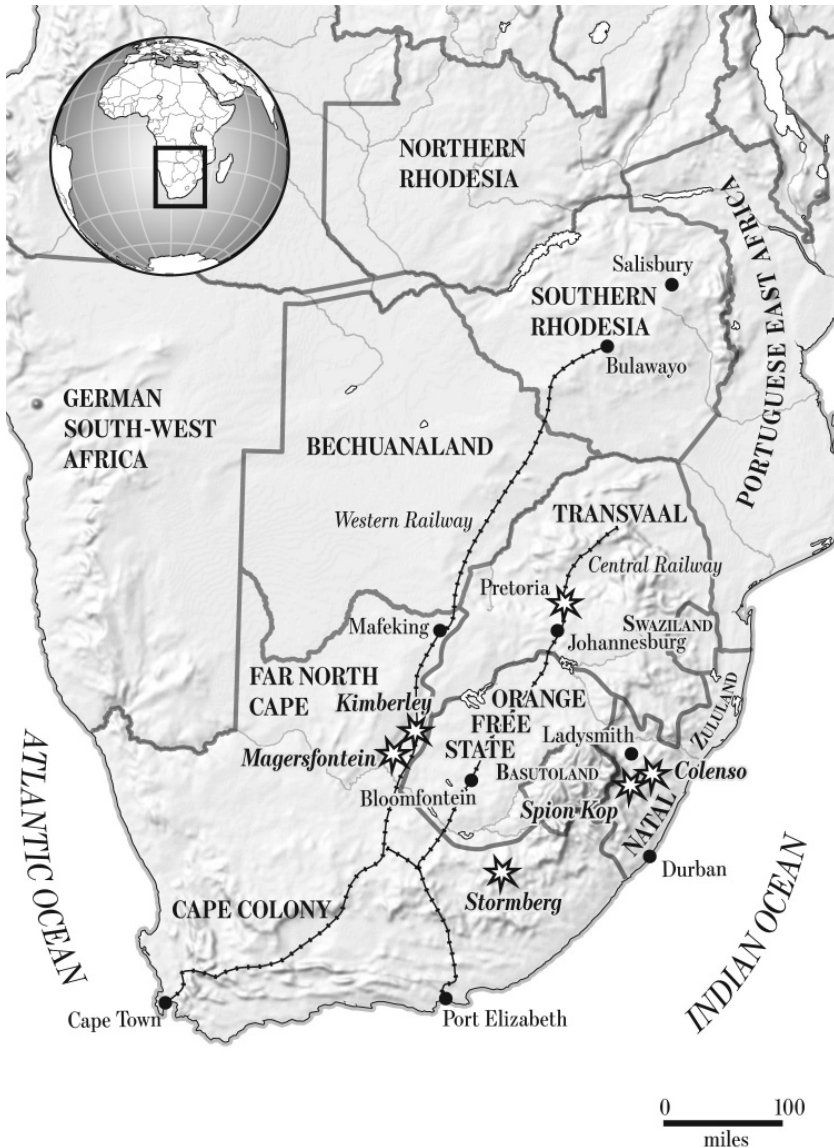 NORTHERN
RHODESIA
PORTUGUESE EAST AFRICA
Salisbury
SOUTHERN
RHODESIA
Bulawayo
GERMAN
SOUTH-WEST
AFRICA
BECHUANALAND
Western Railway
TRANSVAAL
Central Railway
Pretoria
Mafeking
Johannesburg
SWAZILAND
FAR NORTH
CAPE
Kimberley
ORANGE
FREE
STATE
Ladysmith
ZULULAND
Magersfontein
BASUTOLAND
Colenso
Bloomfontein
Spion Kop
NATAL
ATLANTIC OCEAN
Durban
Stormberg
CAPE COLONY
INDIAN OCEAN
Cape Town
Port Elizabeth
0 100
miles